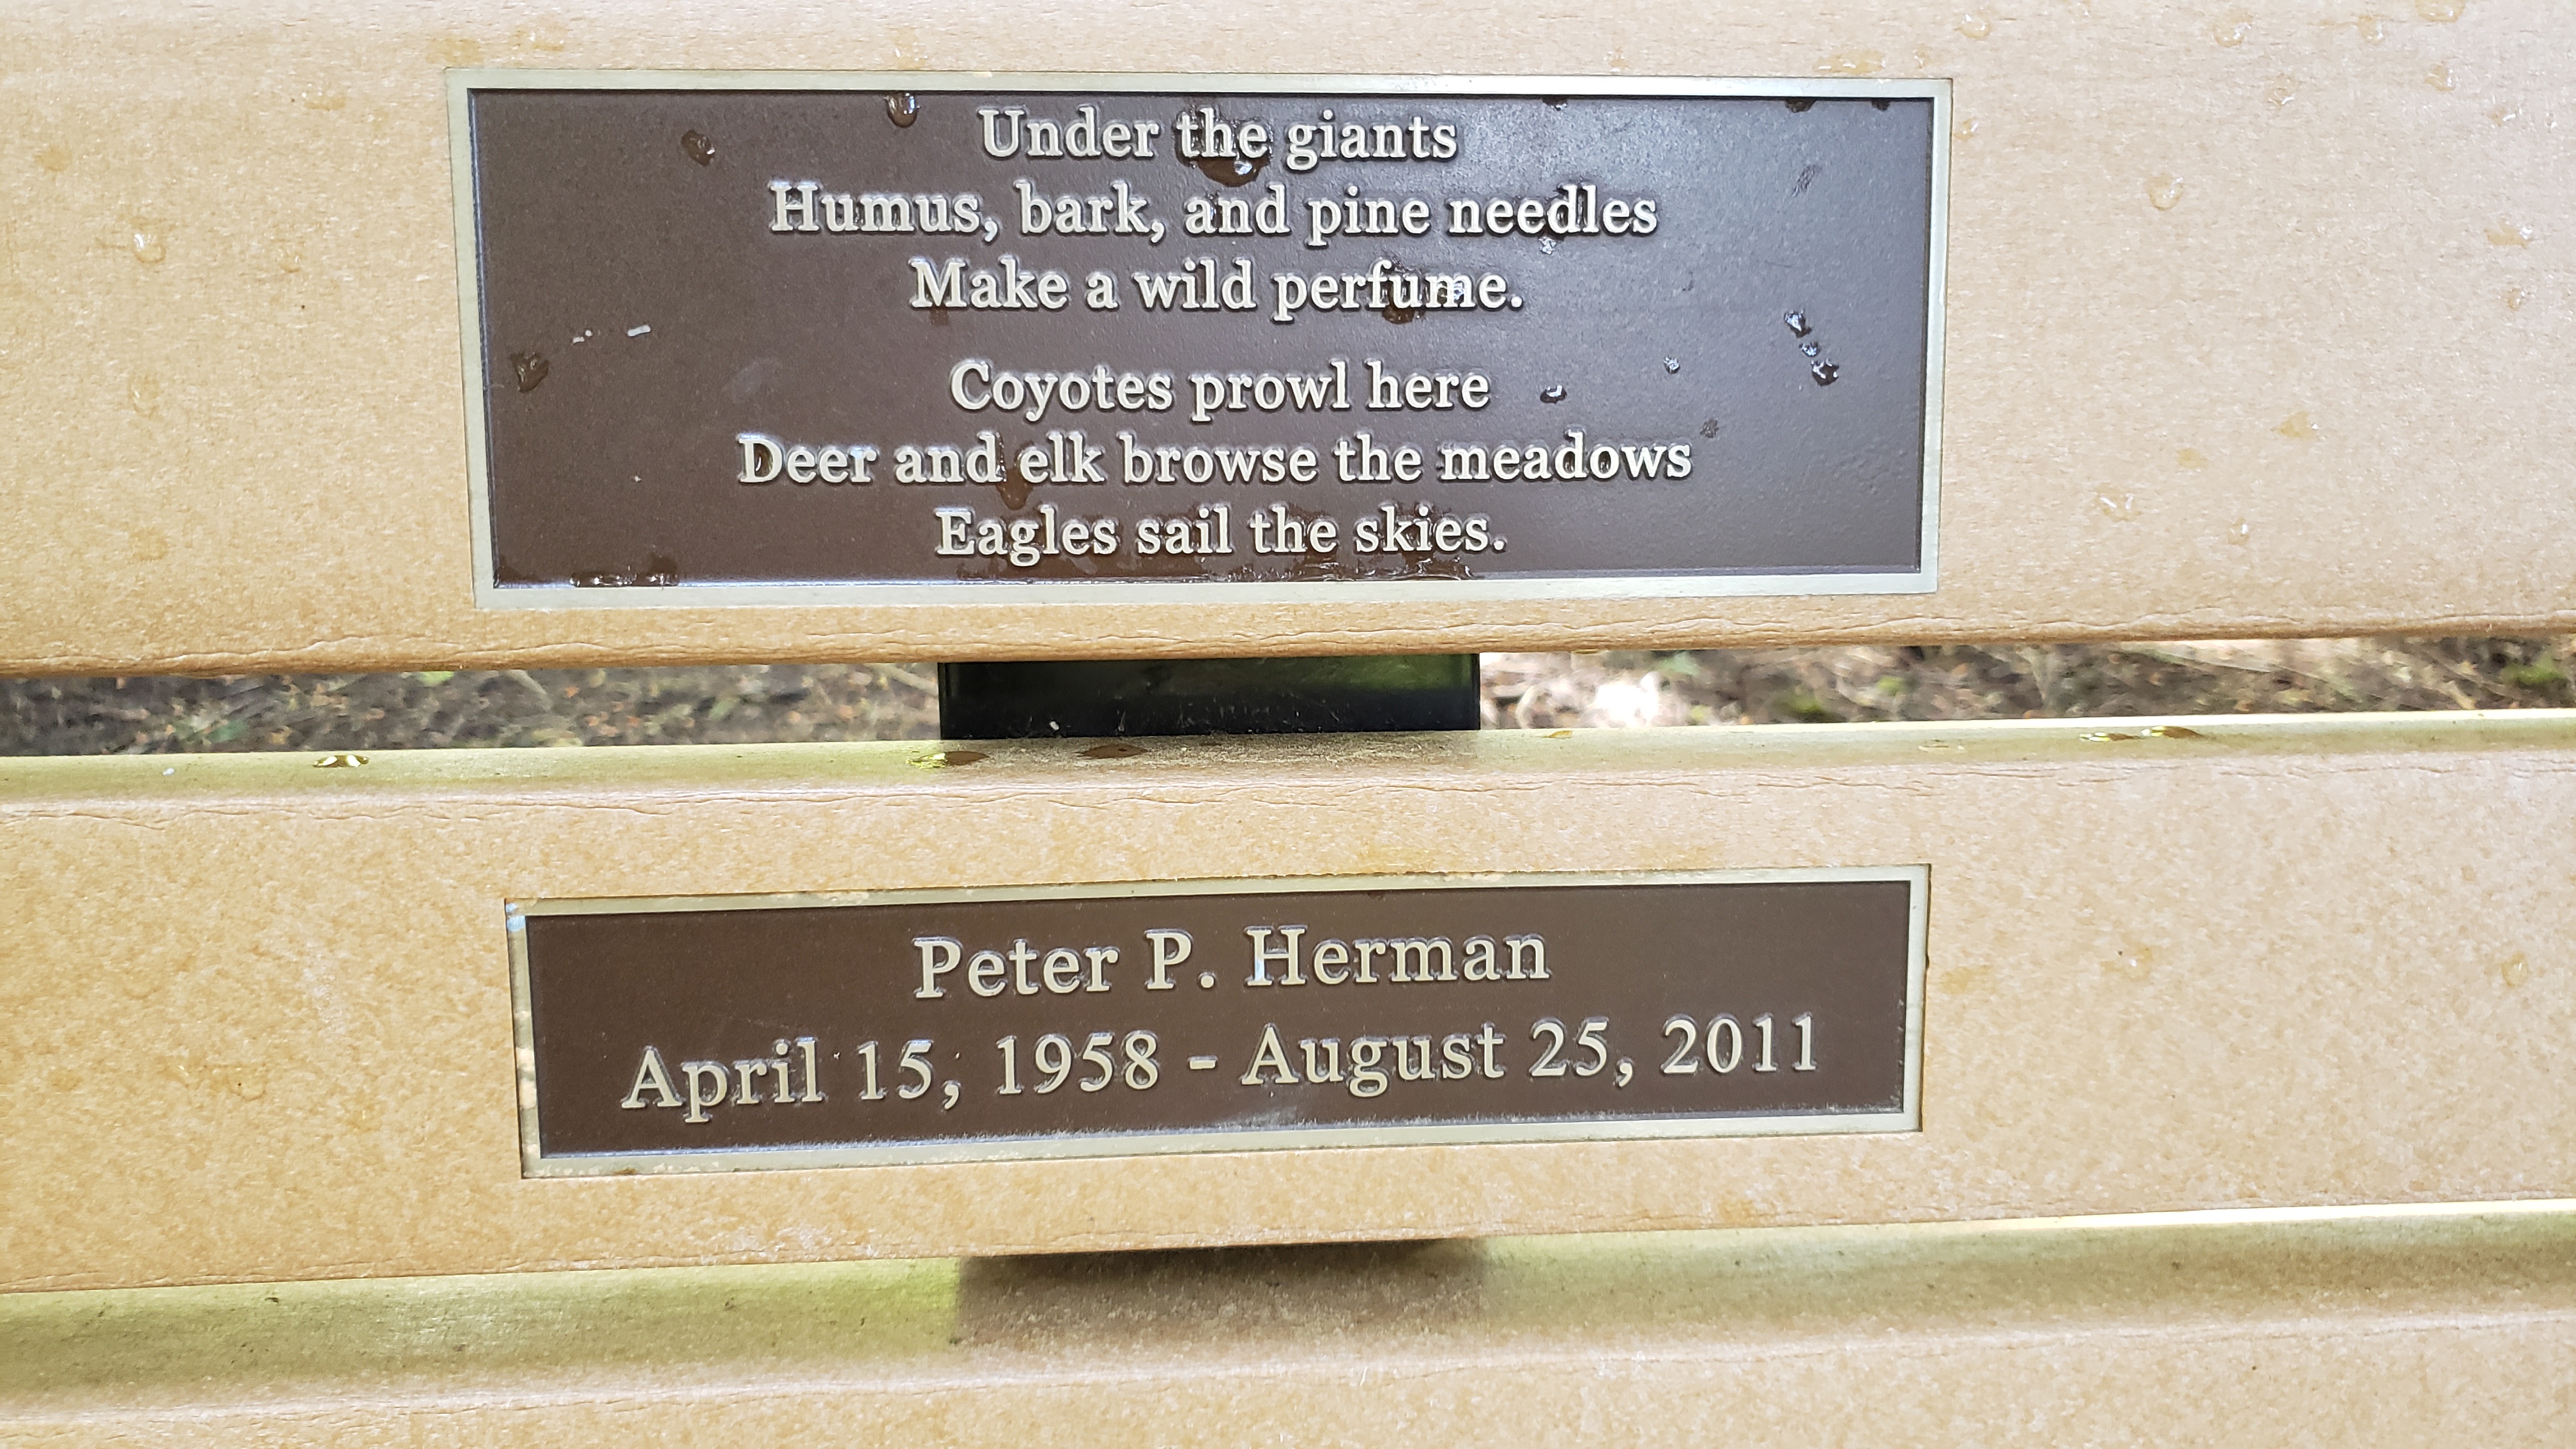 Under the giants
Humus, bark, and pine needles
Make a wild perfume.
Coyotes prowl here
Deer and elk browse the meadows
Eagles sail the skies.
Peter P. Herman
April 15, 1958 - August 25, 2011